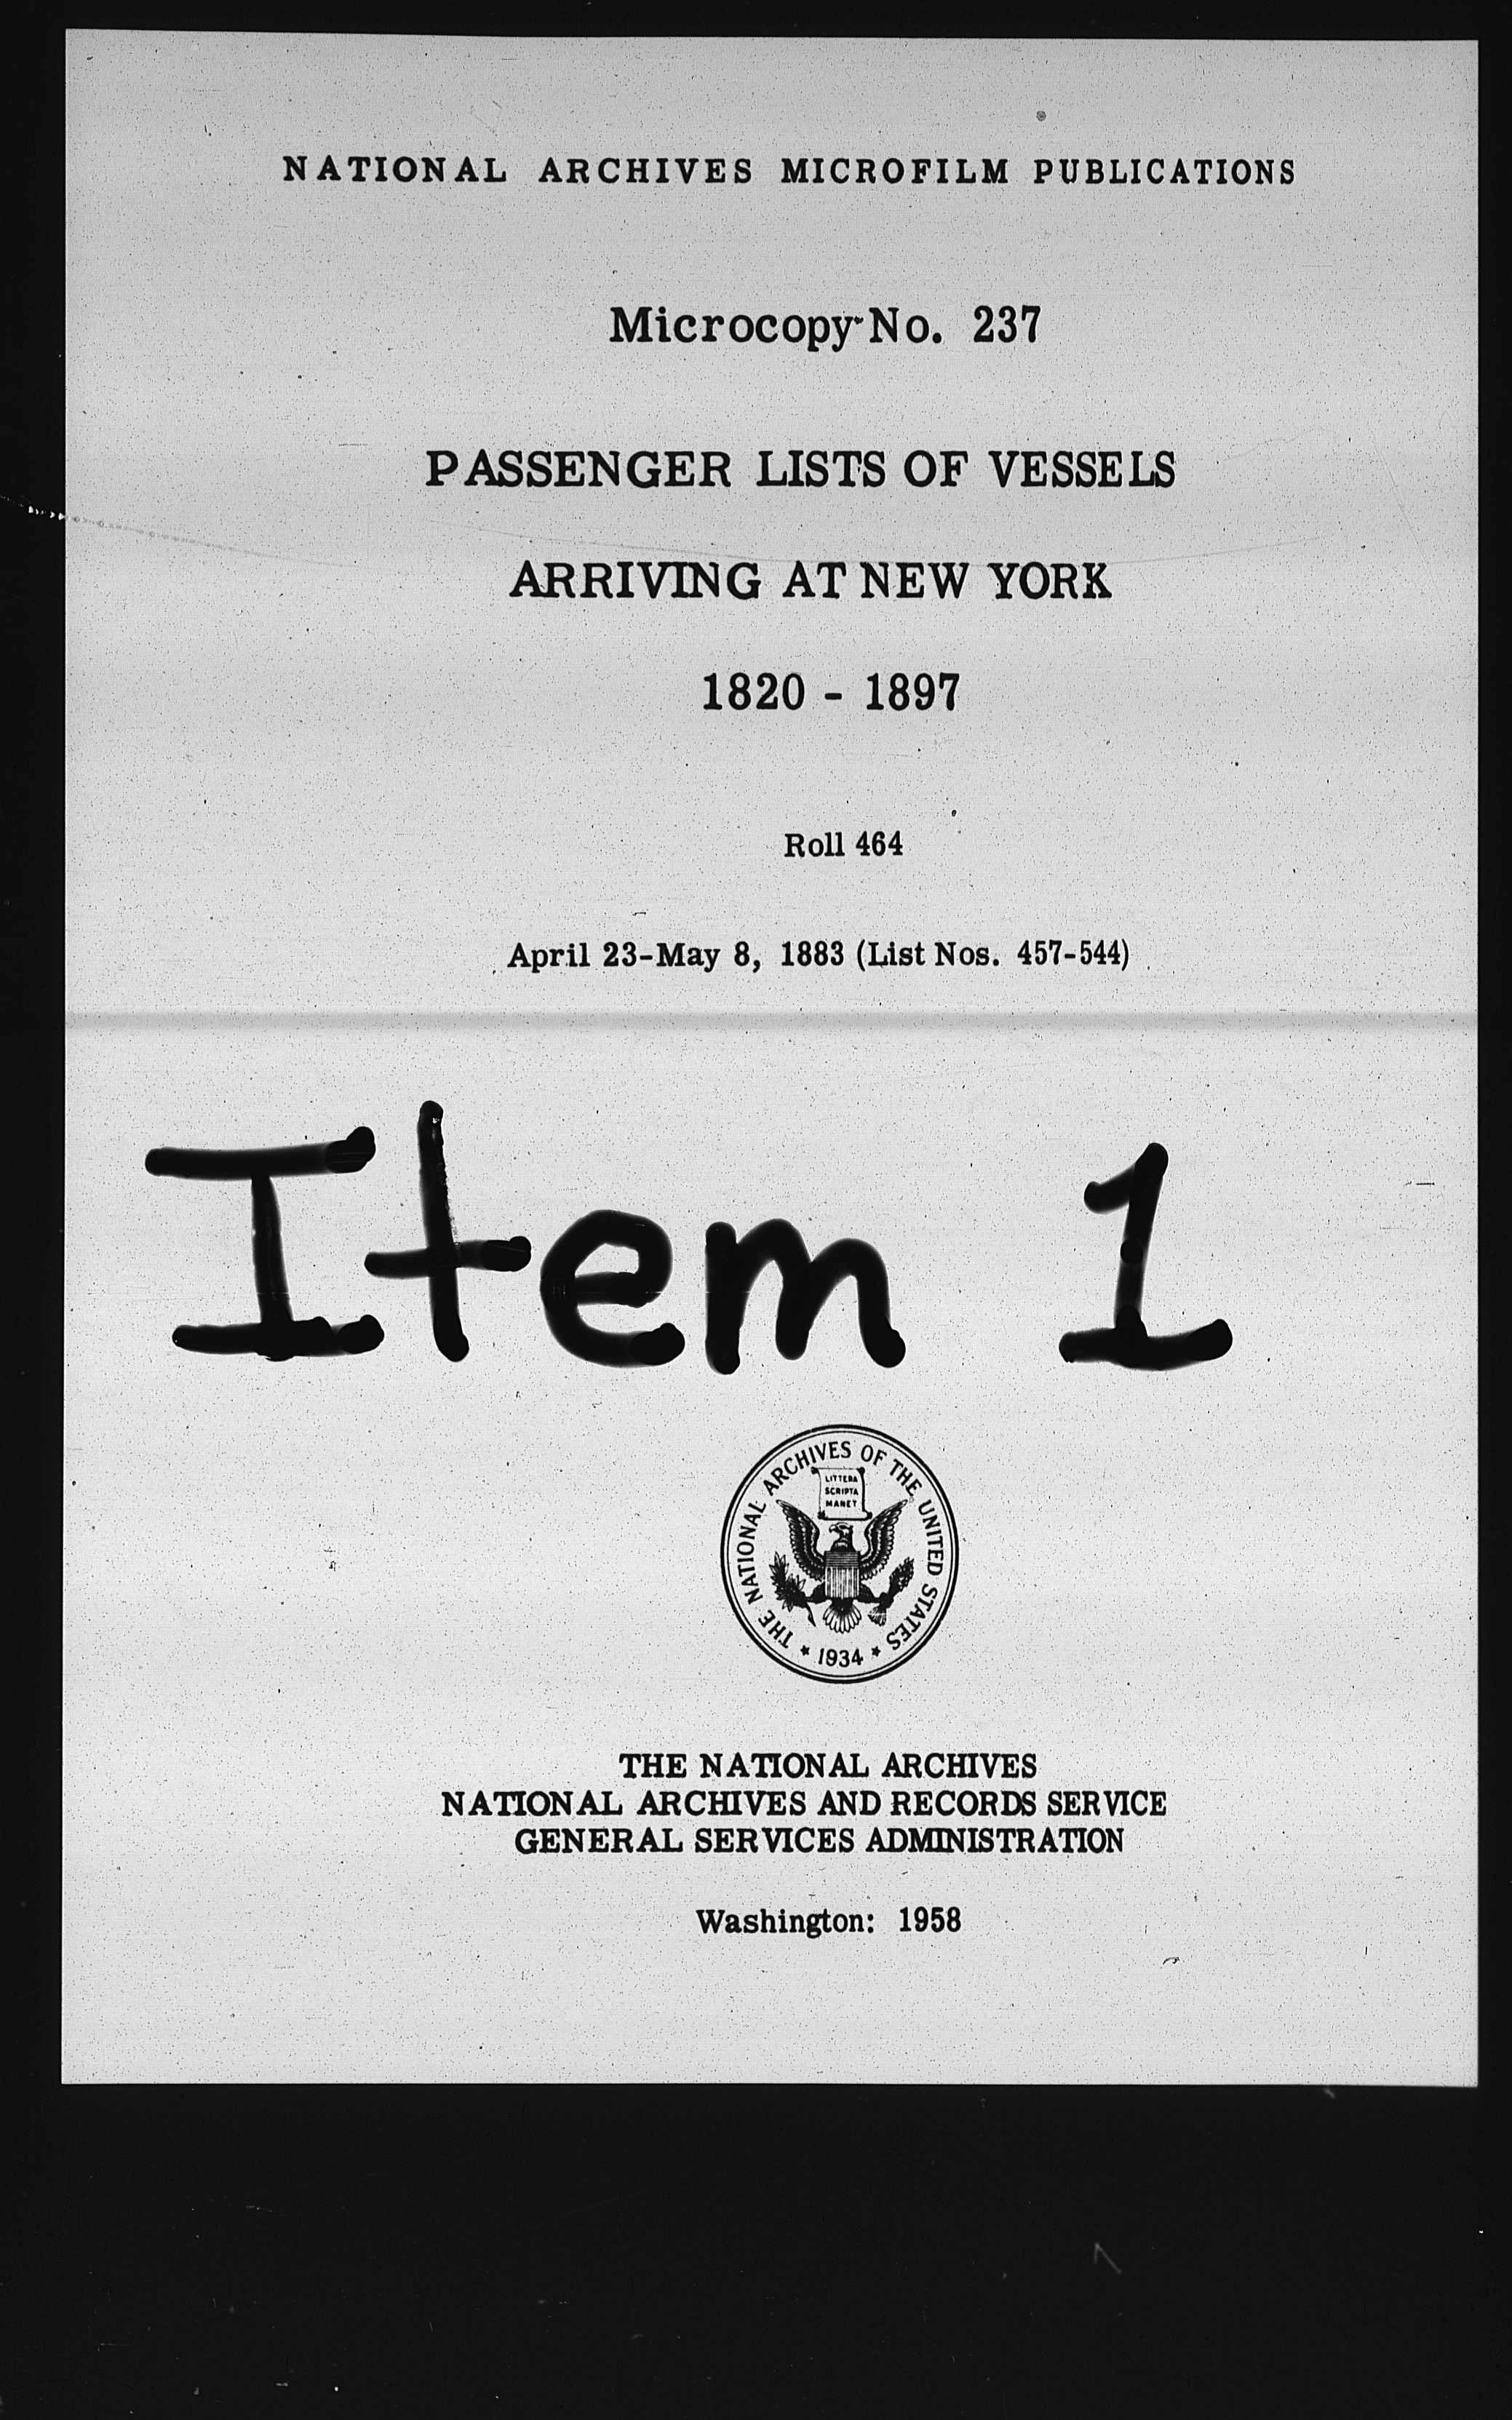 NATIONAL ARCHIVES MICROFILM PUBLICATIONS
Microcopy No. 237
PASSENGER LISTS OF VESSELS
ARRIVING AT NEW YORK
1820 - 1897
Roll 464
April 23-May 8, 1883 (List Nos. 457-544)
Item 1
THE NATIONAL ARCHIVES OF THE UNITED STATES
LITTERA
SCRIPTA
MANET
* 1934 *
THE NATIONAL ARCHIVES
NATIONAL ARCHIVES AND RECORDS SERVICE
GENERAL SERVICES ADMINISTRATION
Washington: 1958